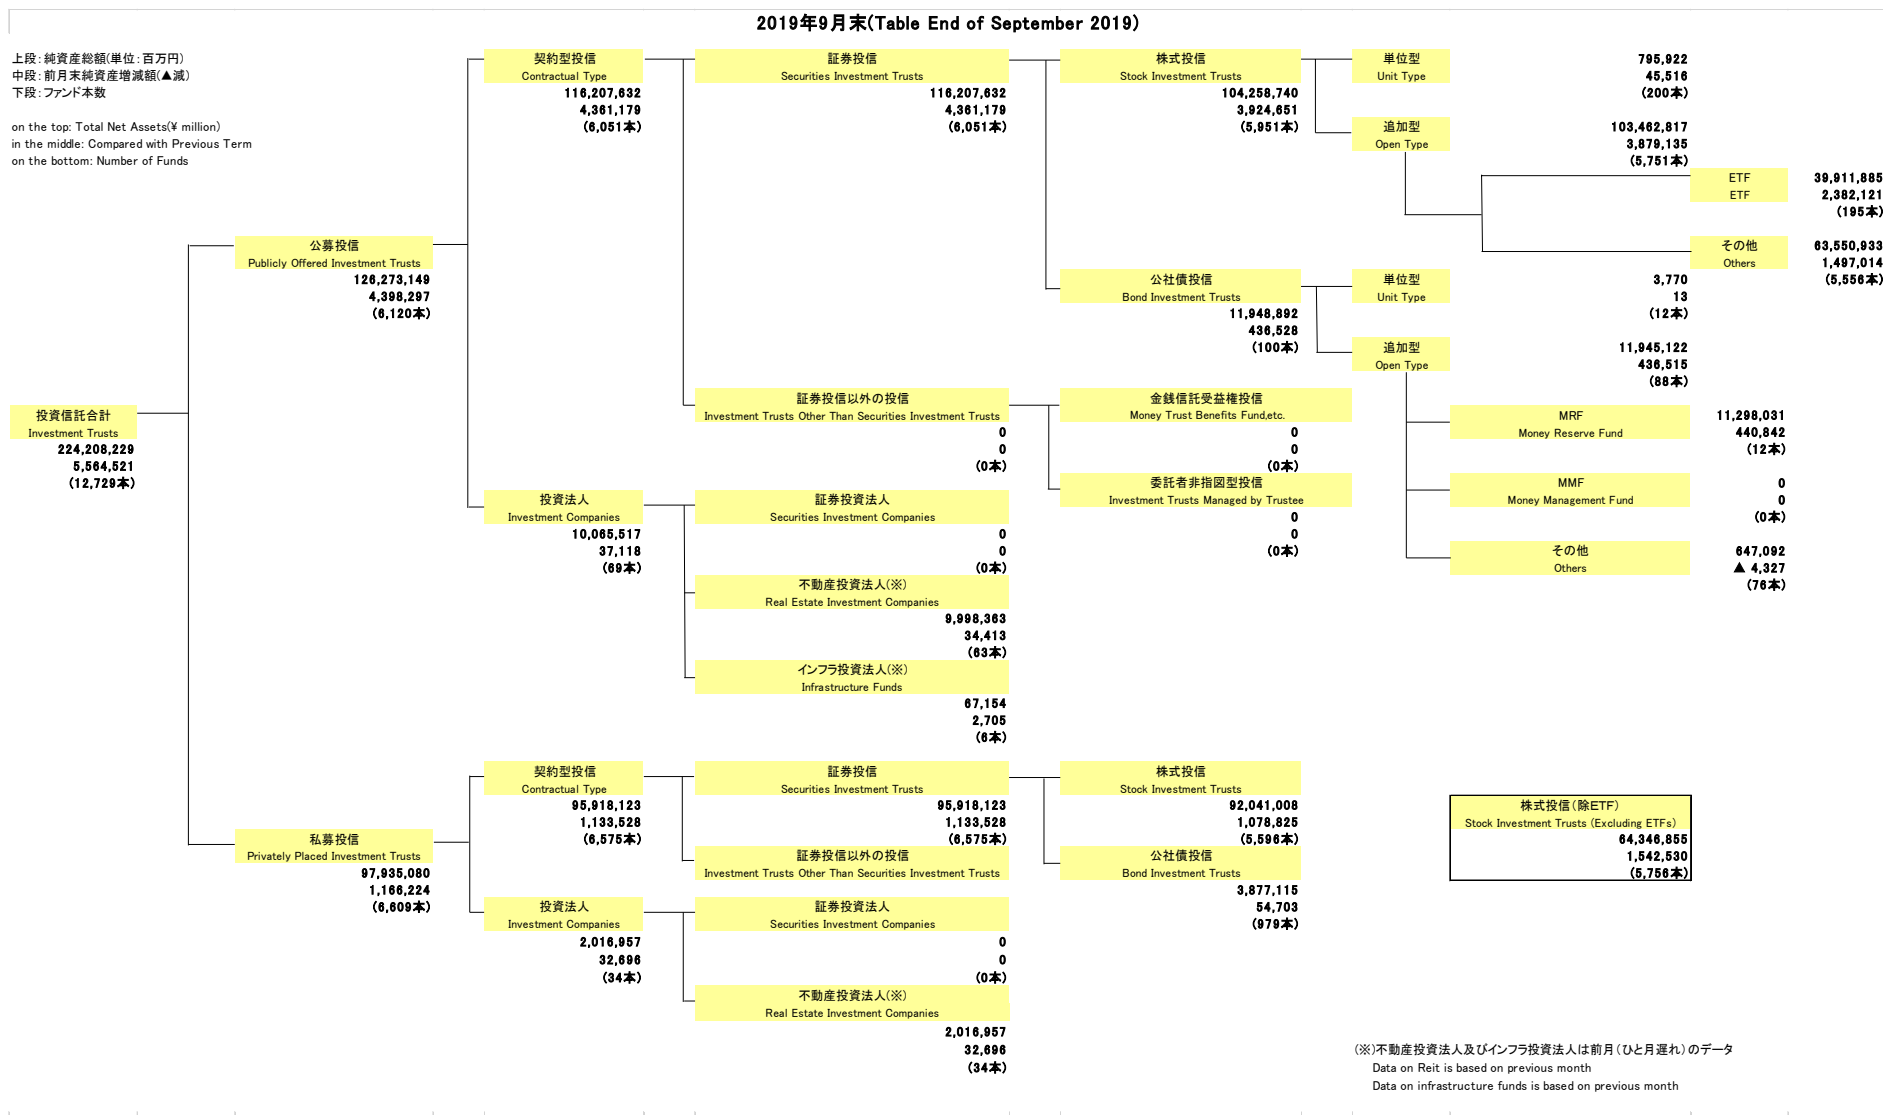 2019年9月末(Table End of September 2019)
上段：純資産総額(単位：百万円)
中段：前月末純資産増減額(▲減)
下段：ファンド本数
on the top: Total Net Assets(¥ million)
in the middle: Compared with Previous Term
on the bottom: Number of Funds
投資信託合計
Investment Trusts
224,208,229
5,564,521
(12,729本)
公募投信
Publicly Offered Investment Trusts
126,273,149
4,398,297
(6,120本)
契約型投信
Contractual Type
116,207,632
4,361,179
(6,051本)
証券投信
Securities Investment Trusts
116,207,632
4,361,179
(6,051本)
株式投信
Stock Investment Trusts
104,258,740
3,924,651
(5,951本)
単位型
Unit Type
795,922
45,516
(200本)
追加型
Open Type
103,462,817
3,879,135
(5,751本)
ETF
ETF
39,911,885
2,382,121
(195本)
その他
Others
63,550,933
1,497,014
(5,556本)
公社債投信
Bond Investment Trusts
11,948,892
436,528
(100本)
単位型
Unit Type
3,770
13
(12本)
追加型
Open Type
11,945,122
436,515
(88本)
MRF
Money Reserve Fund
11,298,031
440,842
(12本)
MMF
Money Management Fund
0
0
(0本)
その他
Others
647,092
▲ 4,327
(76本)
証券投信以外の投信
Investment Trusts Other Than Securities Investment Trusts
0
0
(0本)
金銭信託受益権投信
Money Trust Benefits Fund,etc.
0
0
(0本)
委託者非指図型投信
Investment Trusts Managed by Trustee
0
0
(0本)
投資法人
Investment Companies
10,065,517
37,118
(69本)
証券投資法人
Securities Investment Companies
0
0
(0本)
不動産投資法人(※)
Real Estate Investment Companies
9,998,363
34,413
(63本)
インフラ投資法人(※)
Infrastructure Funds
67,154
2,705
(6本)
私募投信
Privately Placed Investment Trusts
97,935,080
1,166,224
(6,609本)
契約型投信
Contractual Type
95,918,123
1,133,528
(6,575本)
証券投信
Securities Investment Trusts
95,918,123
1,133,528
(6,575本)
株式投信
Stock Investment Trusts
92,041,008
1,078,825
(5,596本)
公社債投信
Bond Investment Trusts
3,877,115
54,703
(979本)
証券投信以外の投信
Investment Trusts Other Than Securities Investment Trusts
投資法人
Investment Companies
2,016,957
32,696
(34本)
証券投資法人
Securities Investment Companies
0
0
(0本)
不動産投資法人(※)
Real Estate Investment Companies
2,016,957
32,696
(34本)
株式投信(除ETF)
Stock Investment Trusts (Excluding ETFs)
64,346,855
1,542,530
(5,756本)
(※)不動産投資法人及びインフラ投資法人は前月(ひと月遅れ)のデータ
Data on Reit is based on previous month
Data on infrastructure funds is based on previous month